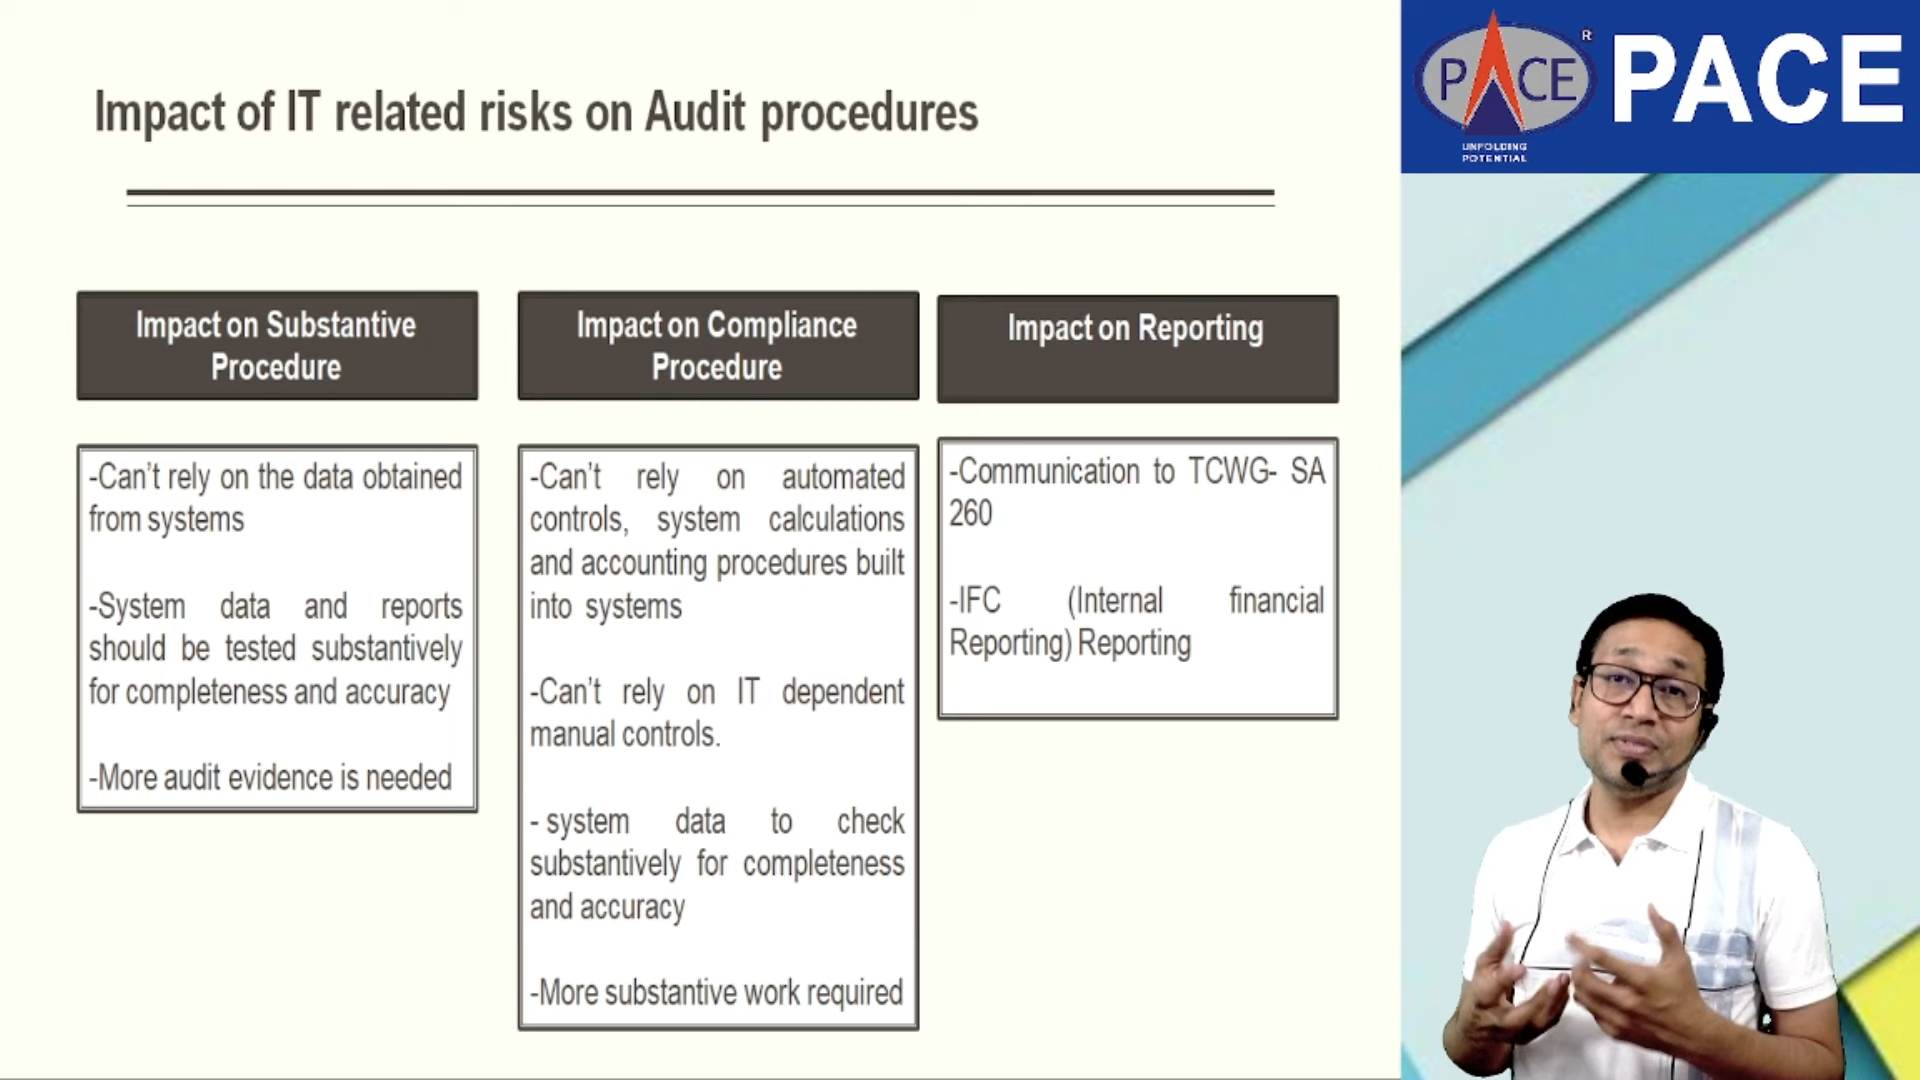 Impact of IT related risks on Audit procedures
PACE
R
PACE
UNFOLDING
POTENTIAL
Impact on Substantive
Procedure
-Can't rely on the data obtained
from systems
-System data and reports
should be tested substantively
for completeness and accuracy
-More audit evidence is needed
Impact on Compliance
Procedure
-Can't rely on automated
controls, system calculations
and accounting procedures built
into systems
-Can't rely on IT dependent
manual controls.
- system data to check
substantively for completeness
and accuracy
-More substantive work required
Impact on Reporting
-Communication to TCWG- SA
260
-IFC (Internal financial
Reporting) Reporting